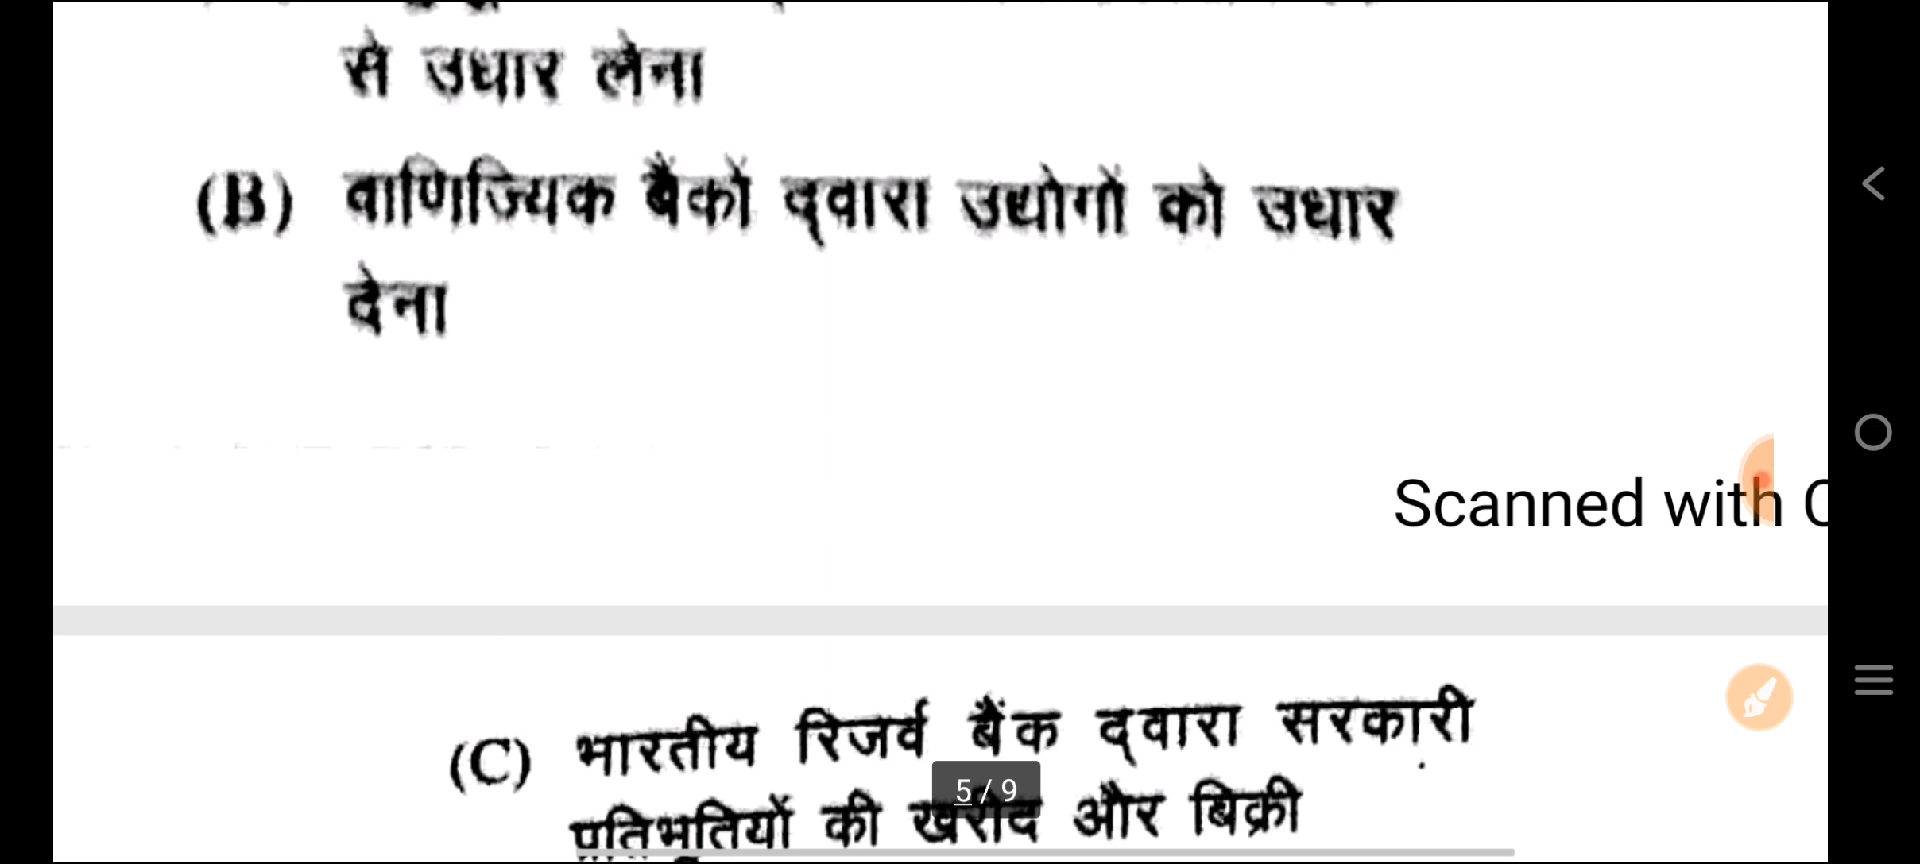 से उधार लेना
(B) वाणिज्यिक बैंकों द्वारा उद्योगों को उधार
देना
Scanned with
(C) भारतीय रिजर्व बैंक द्वारा सरकारी
5 / 9
प्रतिभूतियों की खरीद और बिक्री